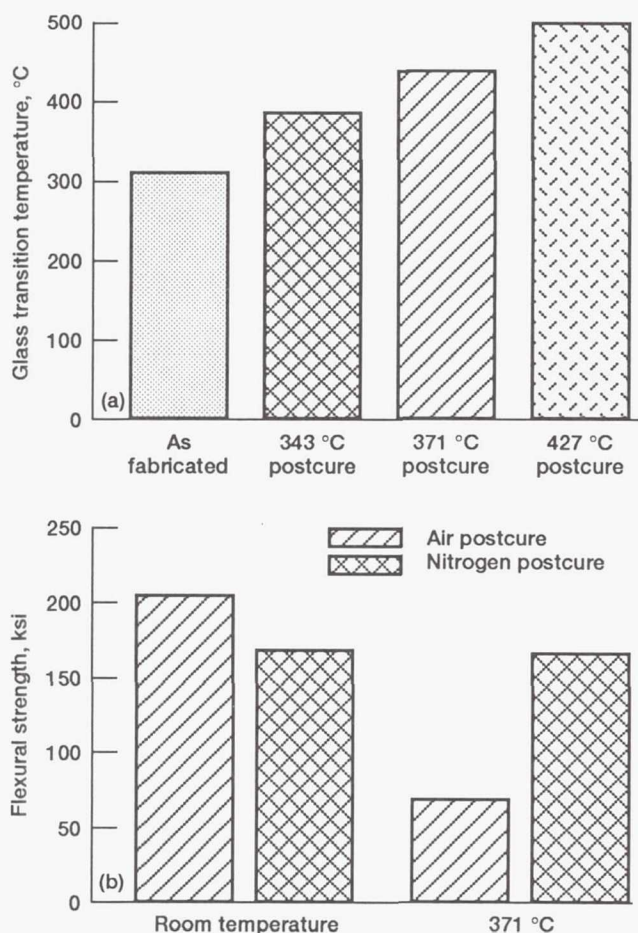 Glass transition temperature, °C
500
400
300
200
100
0
(a)
As
fabricated
343 °C
postcure
371 °C
postcure
427 °C
postcure
Flexural strength, ksi
250
200
150
100
50
0
(b)
Air postcure
Nitrogen postcure
Room temperature
371 °C